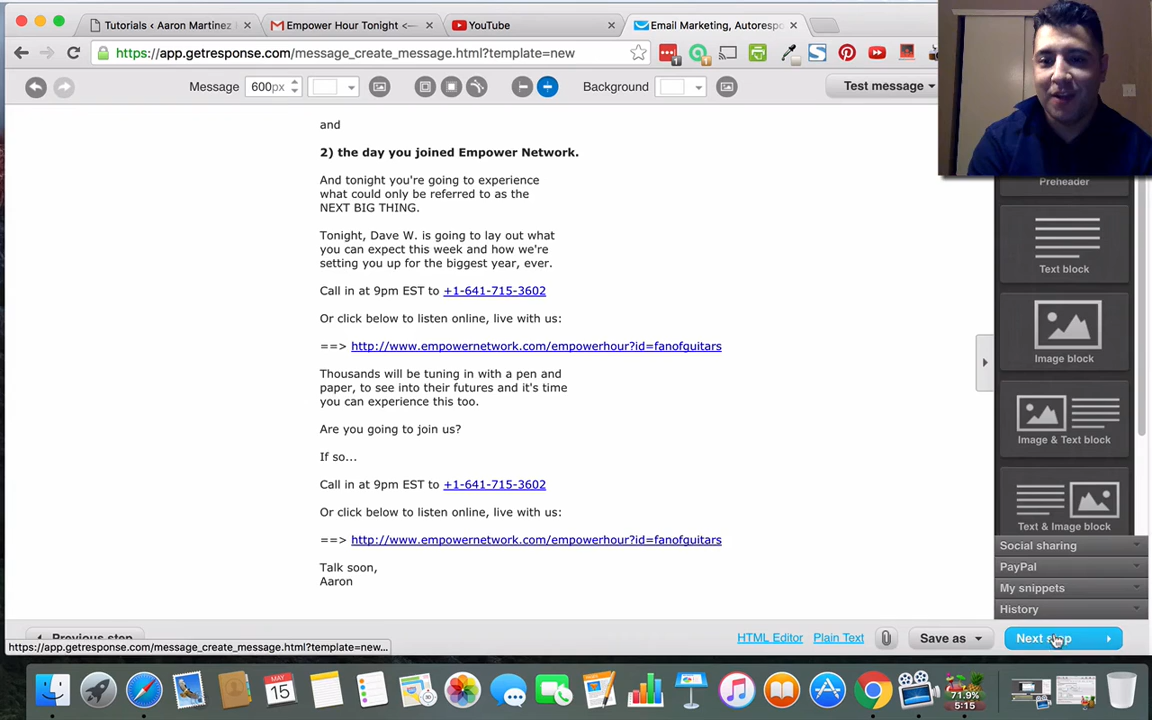 Tutorials ‹ Aaron Martinez
Empower Hour Tonight <—
YouTube
Email Marketing, Autorespo
https://app.getresponse.com/message_create_message.html?template=new
Message
600px
Background
Test message
and
2) the day you joined Empower Network.
And tonight you're going to experience
what could only be referred to as the
NEXT BIG THING.
Tonight, Dave W. is going to lay out what
you can expect this week and how we're
setting you up for the biggest year, ever.
Call in at 9pm EST to +1-641-715-3602
Or click below to listen online, live with us:
==> http://www.empowernetwork.com/empowerhour?id=fanofguitars
Thousands will be tuning in with a pen and
paper, to see into their futures and it's time
you can experience this too.
Are you going to join us?
If so...
Call in at 9pm EST to +1-641-715-3602
Or click below to listen online, live with us:
==> http://www.empowernetwork.com/empowerhour?id=fanofguitars
Talk soon,
Aaron
Preheader
Text block
Image block
Image & Text block
Text & Image block
Social sharing
PayPal
My snippets
History
Previous step
https://app.getresponse.com/message_create_message.html?template=new...
HTML Editor
Plain Text
Save as
Next step
MAY
15
71.9%
5:15